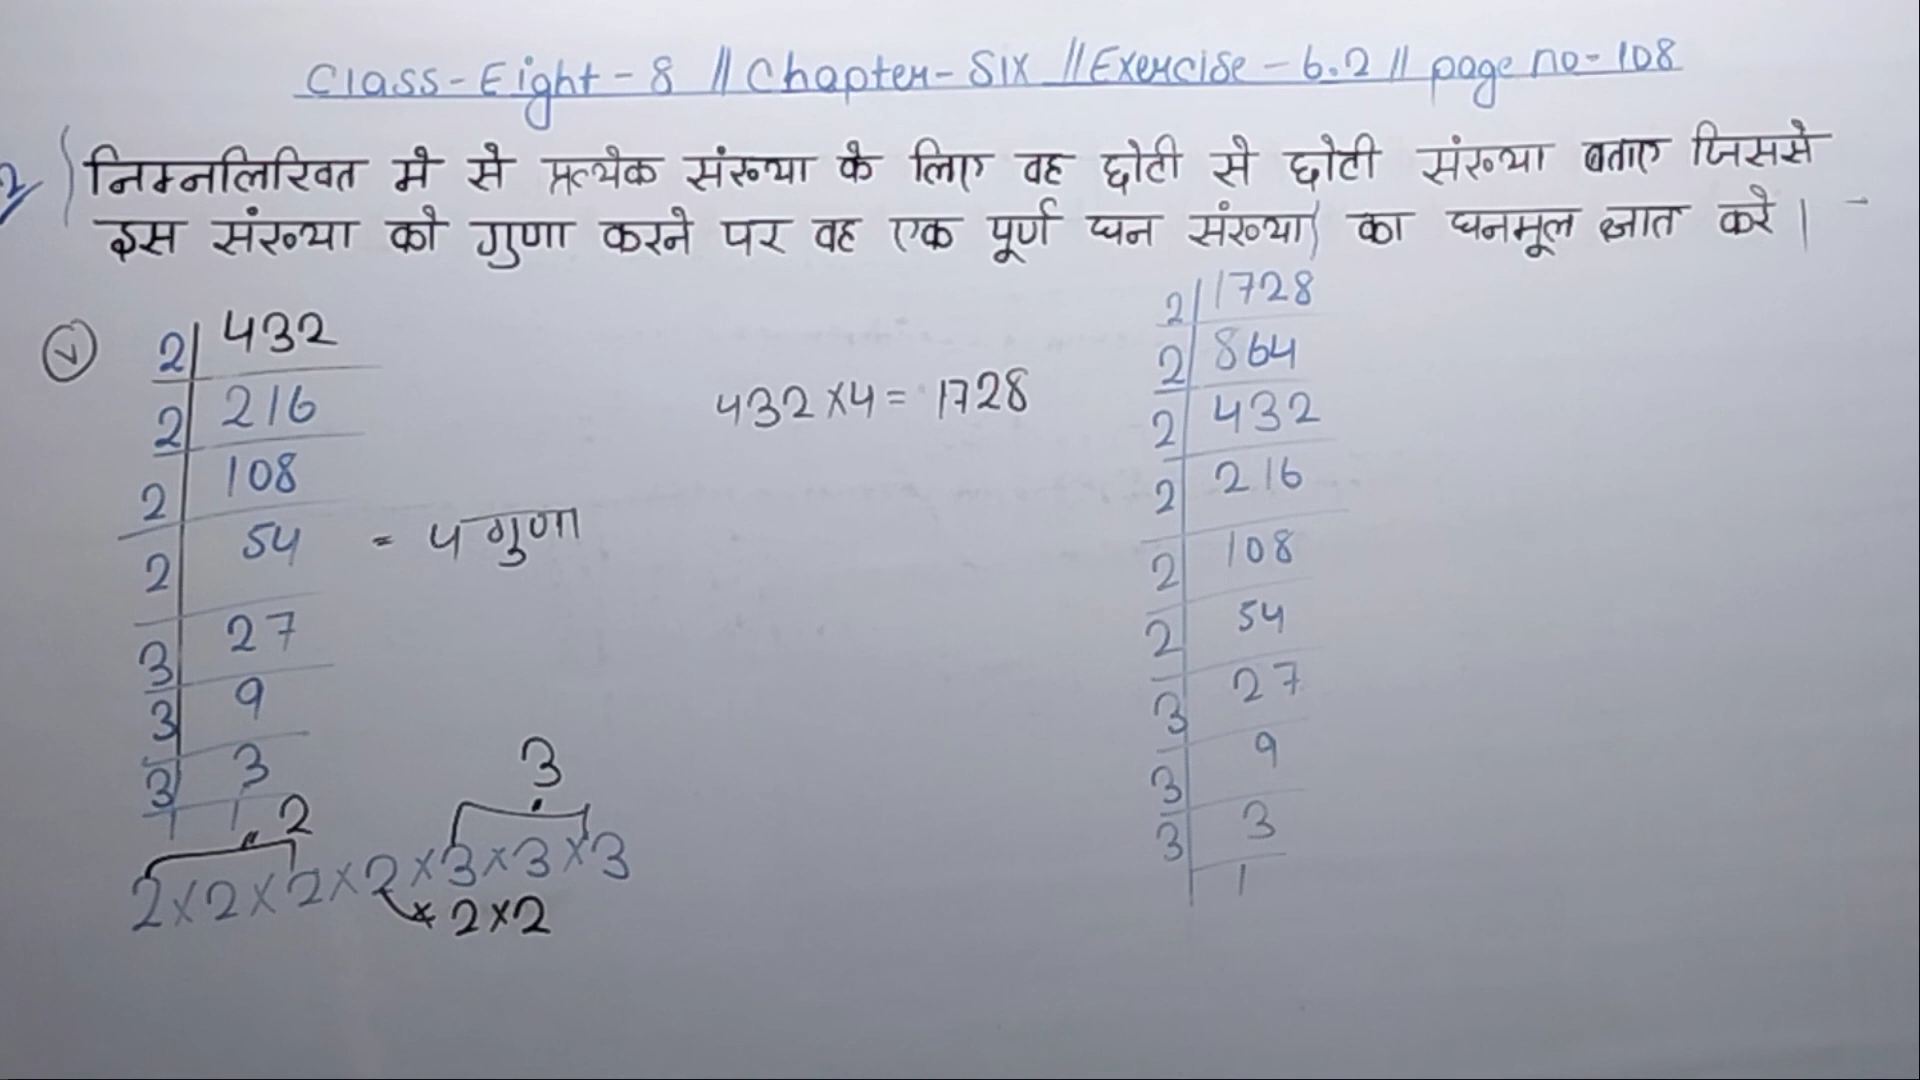 Class-Eight-8 || Chapter-Six || Exercise-6.2 || page no-108
2) निम्नलिखित मे से प्रत्येक संख्या के लिए वह छोटी से छोटी संख्या बताए जिससे
इस संख्या को गुणा करने पर वह एक पूर्ण घन संख्या) का घनमूल ज्ञात करे। -
(v)
2 | 432
2 | 216
2 | 108
2 | 54 = 4 गुणा
3 | 27
3 | 9
3 | 3
1
2 3
2×2×2×2×3×3×3
×2×2
432×4= 1728
2 | 1728
2 | 864
2 | 432
2 | 216
2 | 108
2 | 54
3 | 27
3 | 9
3 | 3
1